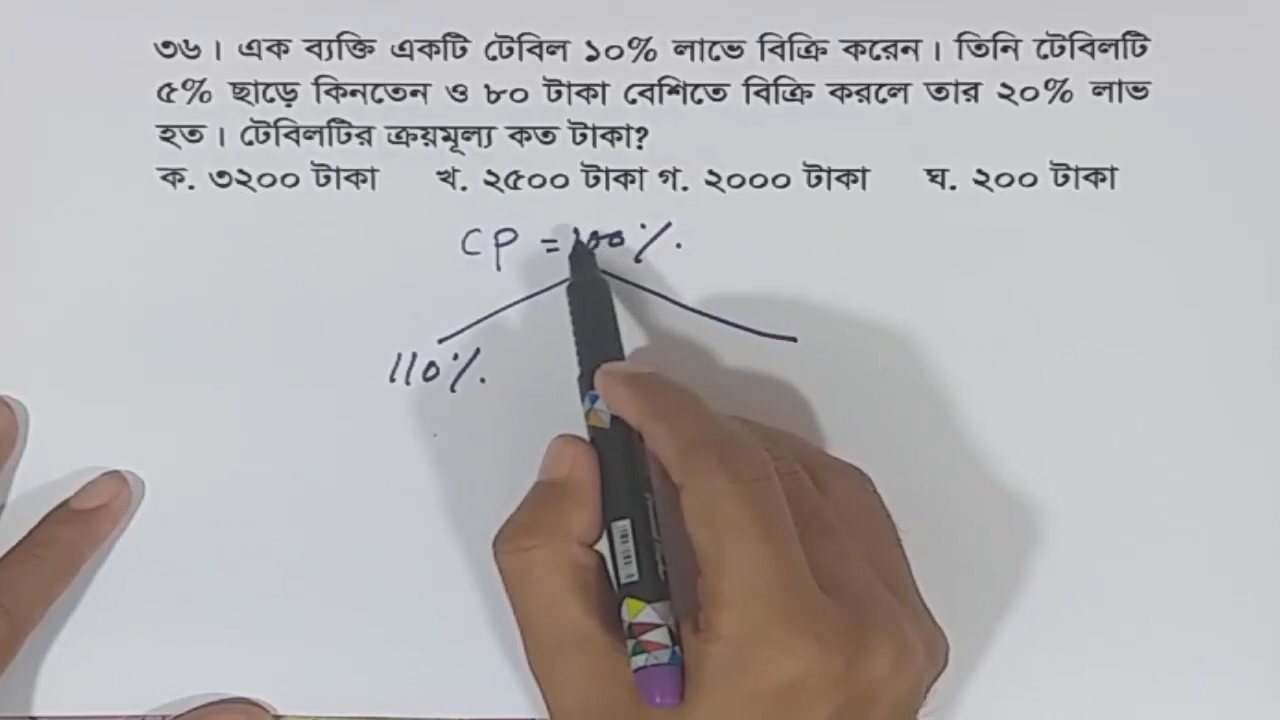 ৩৬। এক ব্যক্তি একটি টেবিল ১০% লাভে বিক্রি করেন। তিনি টেবিলটি
৫% ছাড়ে কিনতেন ও ৮০ টাকা বেশিতে বিক্রি করলে তার ২০% লাভ
হত। টেবিলটির ক্রয়মূল্য কত টাকা?
ক. ৩২০০ টাকা খ. ২৫০০ টাকা গ. ২০০০ টাকা ঘ. ২০০ টাকা
CP = 100%
110%